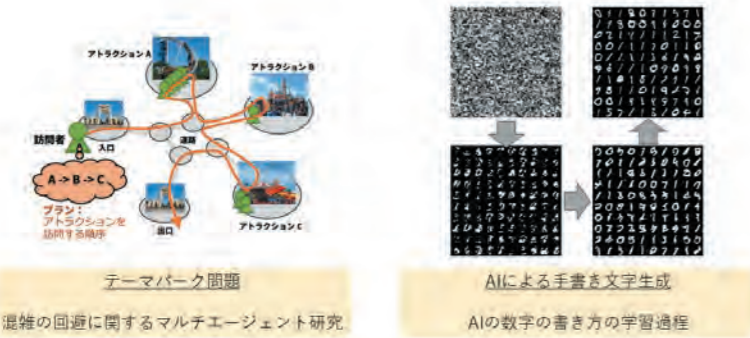 アトラクションA
アトラクションB
訪問者
入口
道路
A->B->C
プラン:
アトラクションを
訪問する順序
出口
アトラクションC
テーマパーク問題
混雑の回避に関するマルチエージェント研究
AIによる手書き文字生成
AIの数字の書き方の学習過程